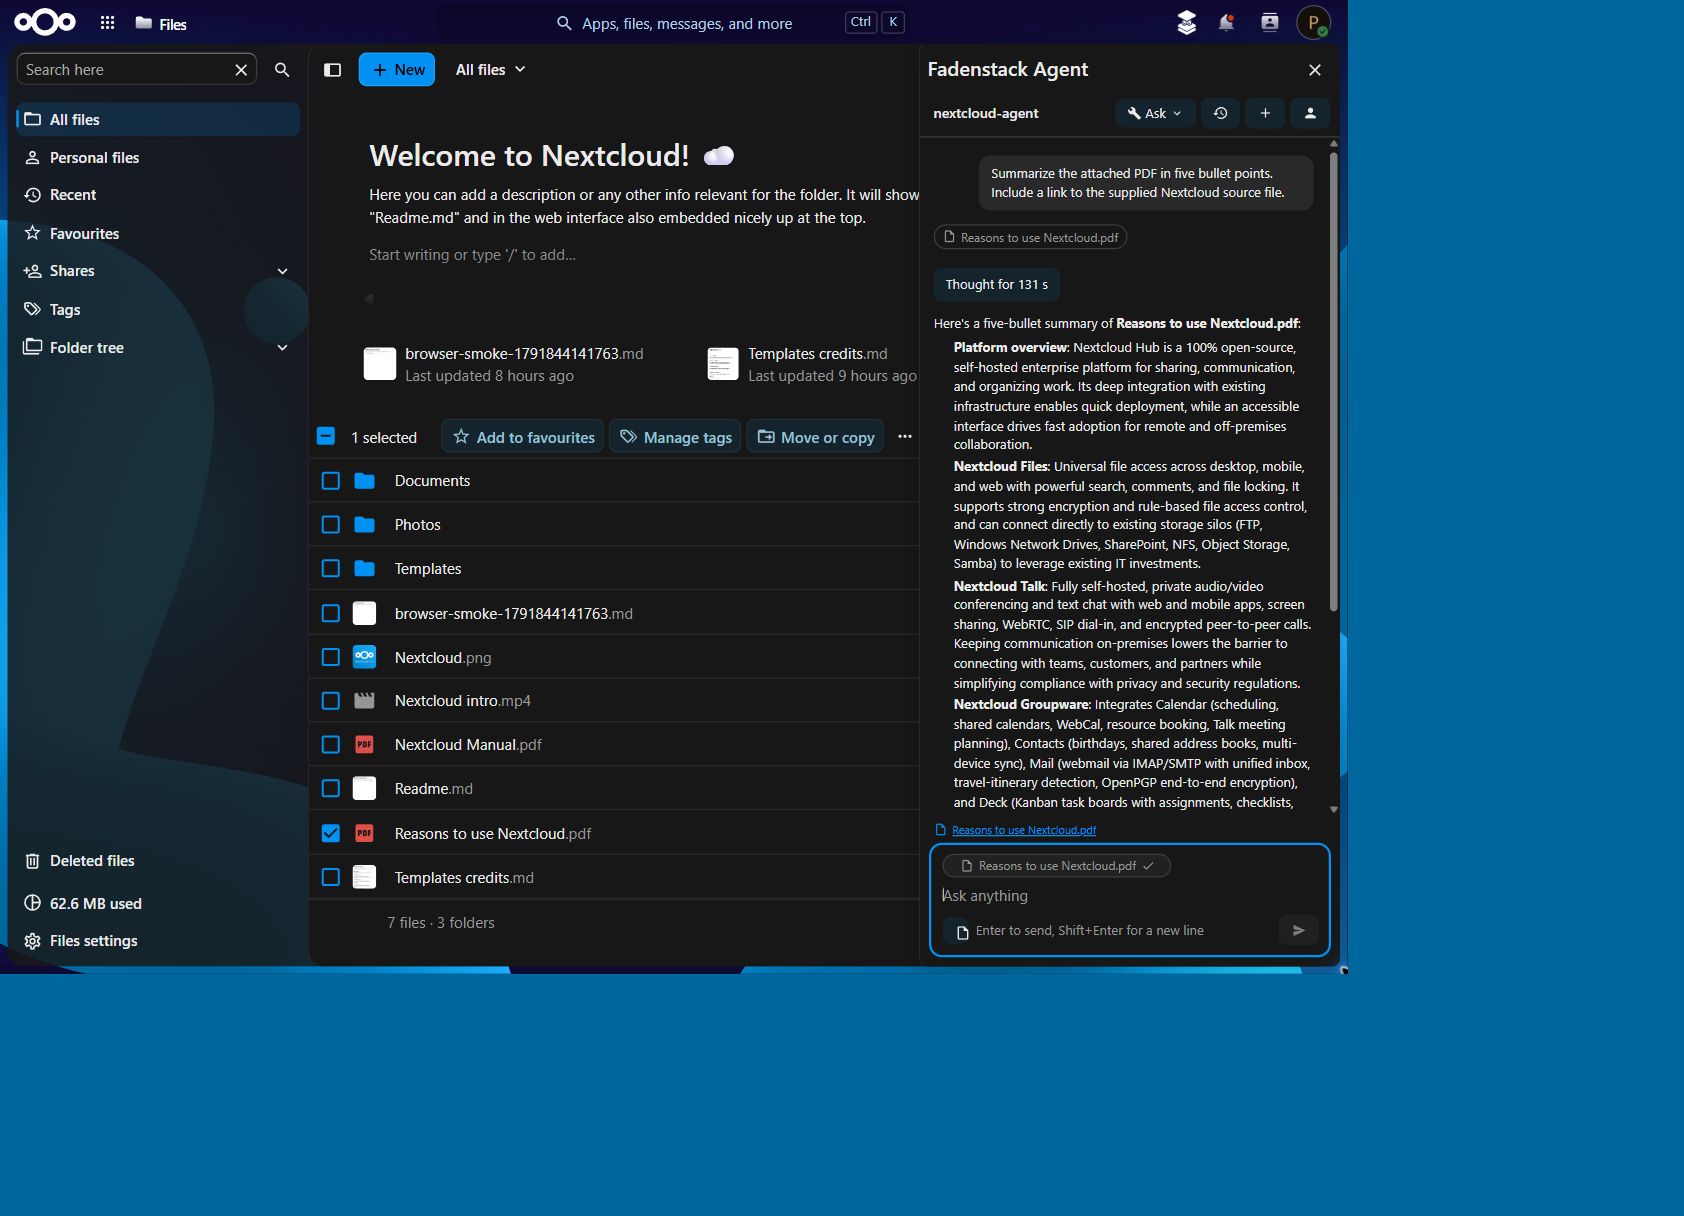 Files
Apps, files, messages, and more
Ctrl
K
P
Search here
All files
Personal files
Recent
Favourites
Shares
Tags
Folder tree
Deleted files
62.6 MB used
Files settings
New
All files
Welcome to Nextcloud!
Here you can add a description or any other info relevant for the folder. It will show
"Readme.md" and in the web interface also embedded nicely up at the top.
Start writing or type '/' to add...
browser-smoke-1791844141763.md
Last updated 8 hours ago
Templates credits.md
Last updated 9 hours ago
1 selected
Add to favourites
Manage tags
Move or copy
Documents
Photos
Templates
browser-smoke-1791844141763.md
Nextcloud.png
Nextcloud intro.mp4
PDF
Nextcloud Manual.pdf
Readme.md
PDF
Reasons to use Nextcloud.pdf
Templates credits.md
7 files · 3 folders
Fadenstack Agent
nextcloud-agent
Ask
Summarize the attached PDF in five bullet points.
Include a link to the supplied Nextcloud source file.
Reasons to use Nextcloud.pdf
Thought for 131 s
Here's a five-bullet summary of Reasons to use Nextcloud.pdf:
Platform overview: Nextcloud Hub is a 100% open-source,
self-hosted enterprise platform for sharing, communication,
and organizing work. Its deep integration with existing
infrastructure enables quick deployment, while an accessible
interface drives fast adoption for remote and off-premises
collaboration.
Nextcloud Files: Universal file access across desktop, mobile,
and web with powerful search, comments, and file locking. It
supports strong encryption and rule-based file access control,
and can connect directly to existing storage silos (FTP,
Windows Network Drives, SharePoint, NFS, Object Storage,
Samba) to leverage existing IT investments.
Nextcloud Talk: Fully self-hosted, private audio/video
conferencing and text chat with web and mobile apps, screen
sharing, WebRTC, SIP dial-in, and encrypted peer-to-peer calls.
Keeping communication on-premises lowers the barrier to
connecting with teams, customers, and partners while
simplifying compliance with privacy and security regulations.
Nextcloud Groupware: Integrates Calendar (scheduling,
shared calendars, WebCal, resource booking, Talk meeting
planning), Contacts (birthdays, shared address books, multi-
device sync), Mail (webmail via IMAP/SMTP with unified inbox,
travel-itinerary detection, OpenPGP end-to-end encryption),
and Deck (Kanban task boards with assignments, checklists,
Reasons to use Nextcloud.pdf
Reasons to use Nextcloud.pdf
Ask anything
Enter to send, Shift+Enter for a new line